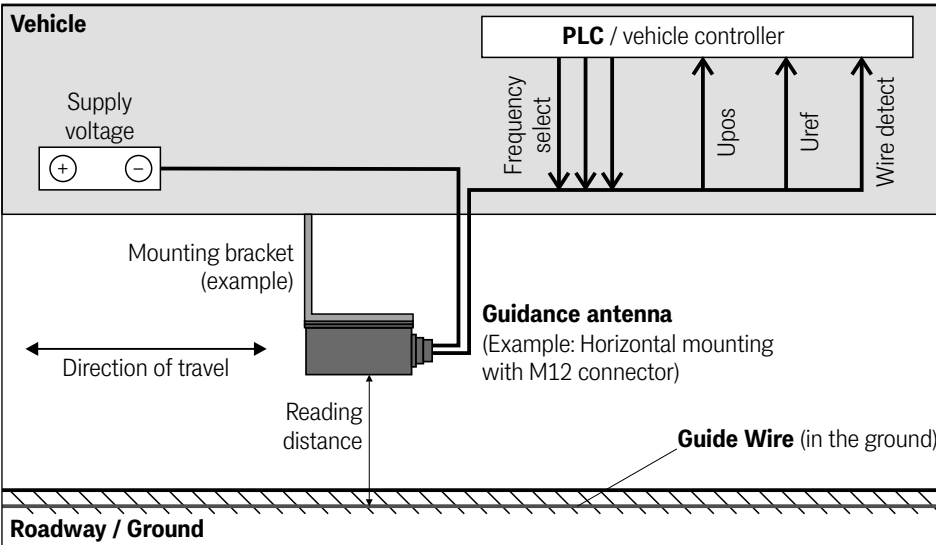 Vehicle
PLC / vehicle controller
Supply
voltage
+
−
Frequency
select
Upos
Uref
Wire detect
Mounting bracket
(example)
Guidance antenna
(Example: Horizontal mounting
with M12 connector)
Direction of travel
Reading
distance
Guide Wire (in the ground)
Roadway / Ground